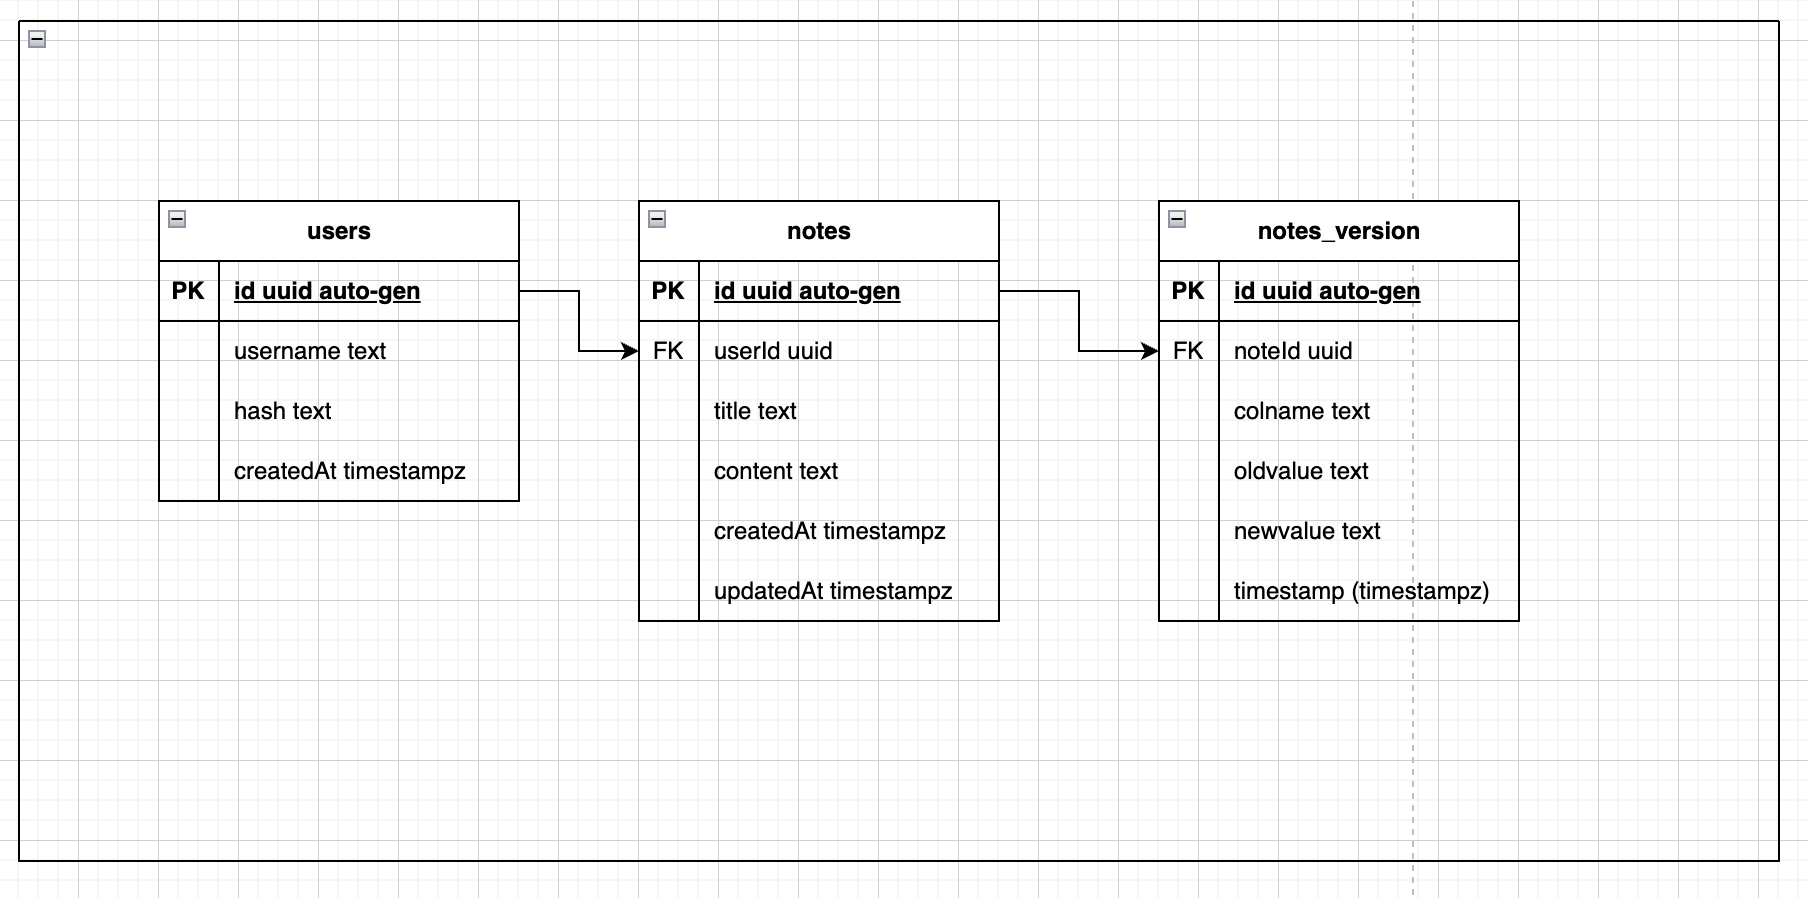 users
PK id uuid auto-gen
username text
hash text
createdAt timestampz
notes
PK id uuid auto-gen
FK userId uuid
title text
content text
createdAt timestampz
updatedAt timestampz
notes_version
PK id uuid auto-gen
FK noteId uuid
colname text
oldvalue text
newvalue text
timestamp (timestampz)